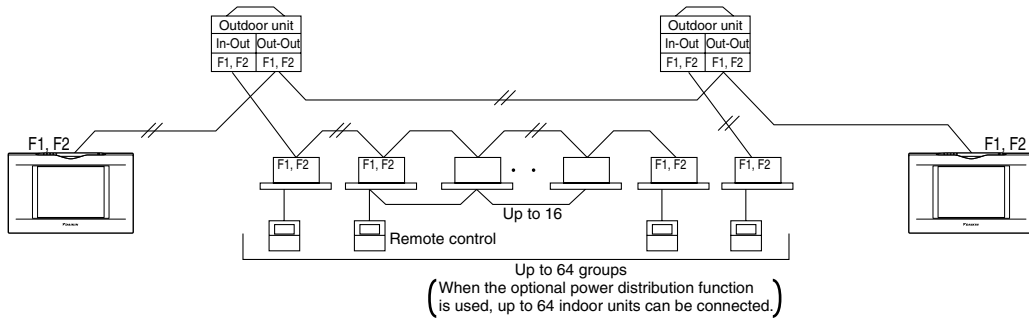 Outdoor unit
In-Out Out-Out
F1, F2 F1, F2
Outdoor unit
In-Out Out-Out
F1, F2 F1, F2
F1, F2
F1, F2
F1, F2
F1, F2
F1, F2
F1, F2
DAIKIN
DAIKIN
Up to 16
Remote control
Up to 64 groups
(When the optional power distribution function
is used, up to 64 indoor units can be connected.)